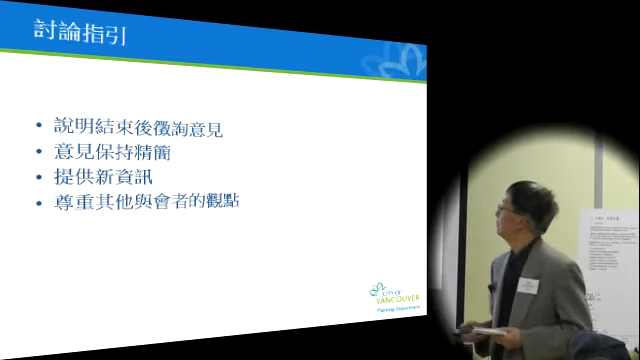 討論指引
• 說明結束後徵詢意見
• 意見保持精簡
• 提供新資訊
• 尊重其他與會者的觀點
CITY OF
VANCOUVER
Planning Department